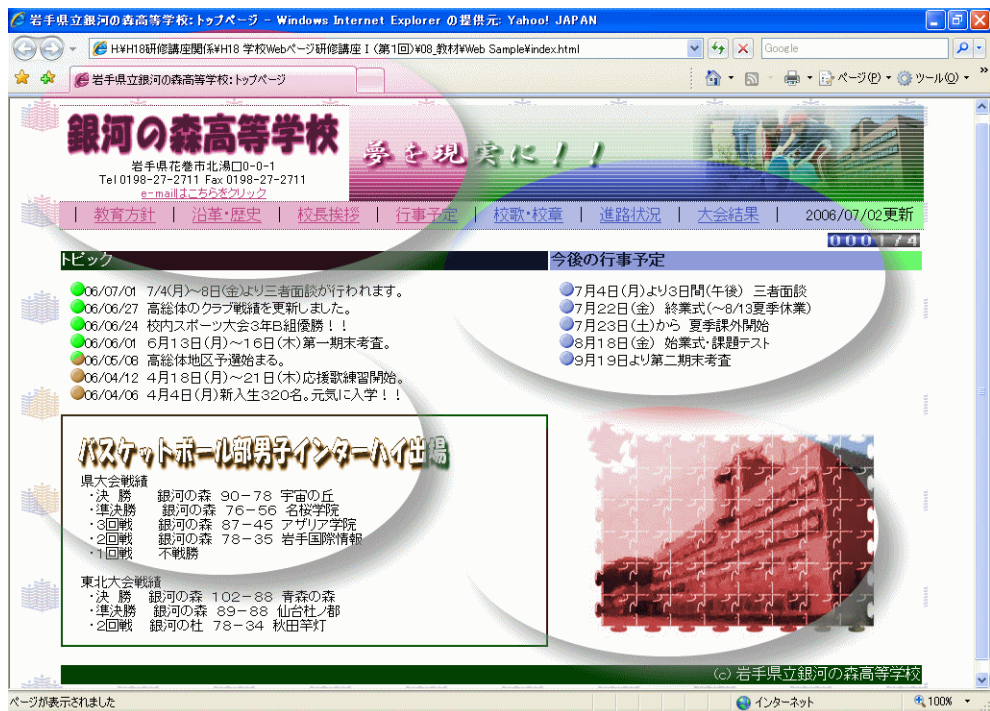 岩手県立銀河の森高等学校:トップページ - Windows Internet Explorer の提供元: Yahoo! JAPAN
H:¥H18研修講座関係¥H18 学校Webページ研修講座Ⅰ(第1回)¥08_教材¥Web Sample¥index.html
Google
岩手県立銀河の森高等学校:トップページ
ページ(P)
ツール(O)
銀河の森高等学校
夢を現実に!!
岩手県花巻市北湯口0-0-1
Tel 0198-27-2711 Fax 0198-27-2711
e-mailはこちらをクリック
| 教育方針 | 沿革・歴史 | 校長挨拶 | 行事予定 | 校歌・校章 | 進路状況 | 大会結果 | 2006/07/02更新
000174
トピック
06/07/01 7/4(月)~8日(金)より三者面談が行われます。
06/06/27 高総体のクラブ戦績を更新しました。
06/06/24 校内スポーツ大会3年B組優勝!!
06/06/01 6月13日(月)~16日(木)第一期末考査。
06/05/08 高総体地区予選始まる。
06/04/12 4月18日(月)~21日(木)応援歌練習開始。
06/04/06 4月4日(月)新入生320名。元気に入学!!
今後の行事予定
7月4日(月)より3日間(午後) 三者面談
7月22日(金) 終業式(~8/13夏季休業)
7月23日(土)から 夏季課外開始
8月18日(金) 始業式・課題テスト
9月19日より第二期末考査
バスケットボール部男子インターハイ出場
県大会戦績
・決 勝 銀河の森 90-78 宇宙の丘
・準決勝 銀河の森 76-56 名桜学院
・3回戦 銀河の森 87-45 アザリア学院
・2回戦 銀河の森 78-35 岩手国際情報
・1回戦 不戦勝
東北大会戦績
・決 勝 銀河の森 102-88 青森の森
・準決勝 銀河の森 89-88 仙台杜ノ都
・2回戦 銀河の杜 78-34 秋田竿灯
(c) 岩手県立銀河の森高等学校
ページが表示されました
インターネット
100%